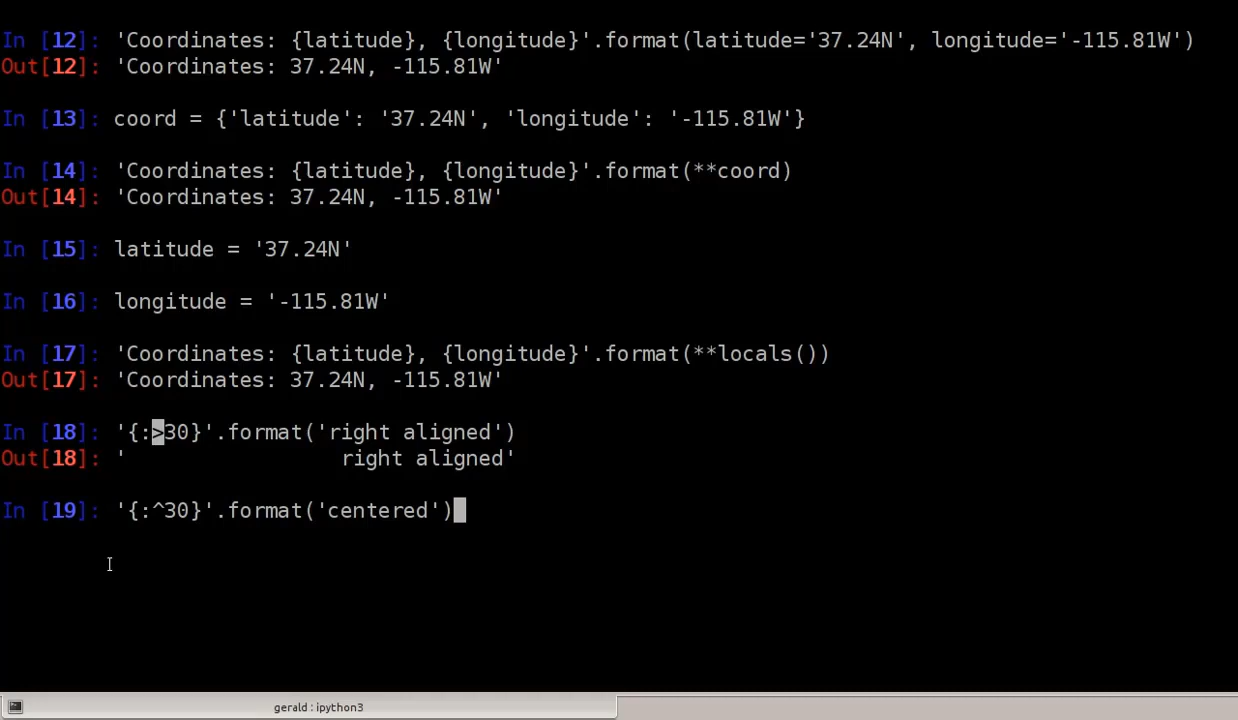 In [12]: 'Coordinates: {latitude}, {longitude}'.format(latitude='37.24N', longitude='-115.81W')
Out[12]: 'Coordinates: 37.24N, -115.81W'
In [13]: coord = {'latitude': '37.24N', 'longitude': '-115.81W'}
In [14]: 'Coordinates: {latitude}, {longitude}'.format(**coord)
Out[14]: 'Coordinates: 37.24N, -115.81W'
In [15]: latitude = '37.24N'
In [16]: longitude = '-115.81W'
In [17]: 'Coordinates: {latitude}, {longitude}'.format(**locals())
Out[17]: 'Coordinates: 37.24N, -115.81W'
In [18]: '{:>30}'.format('right aligned')
Out[18]: '                 right aligned'
In [19]: '{:^30}'.format('centered')
gerald : ipython3